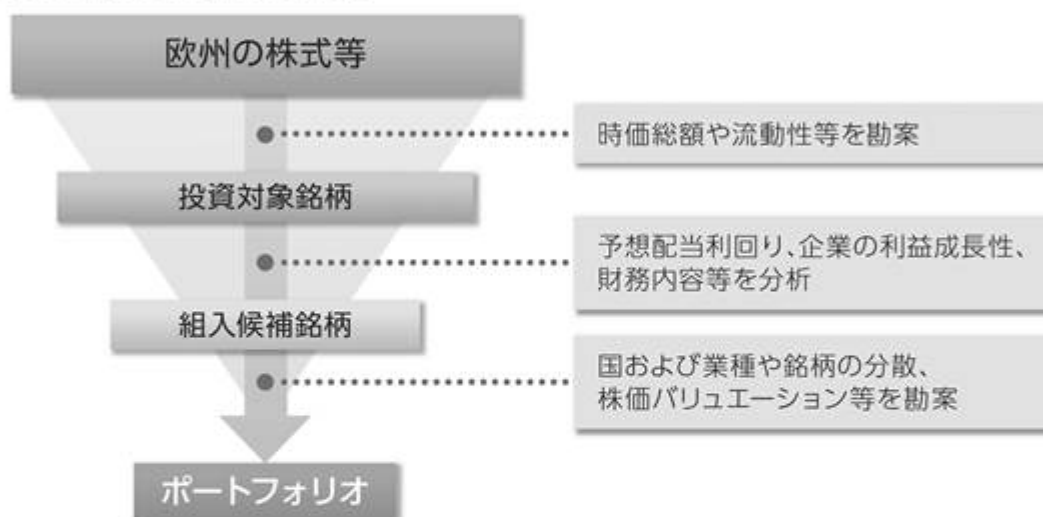 欧州の株式等
時価総額や流動性等を勘案
投資対象銘柄
予想配当利回り、企業の利益成長性、
財務内容等を分析
組入候補銘柄
国および業種や銘柄の分散、
株価バリュエーション等を勘案
ポートフォリオ